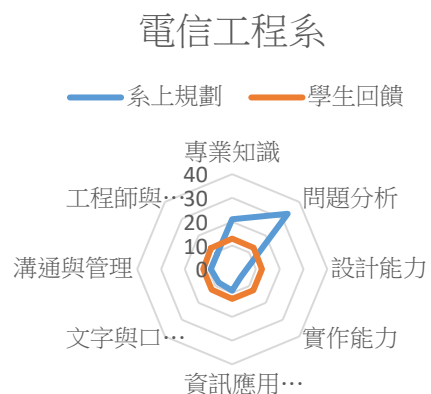 電信工程系
系上規劃 學生回饋
專業知識
40
30
20
10
0
工程師與…
問題分析
溝通與管理
設計能力
文字與口…
實作能力
資訊應用…